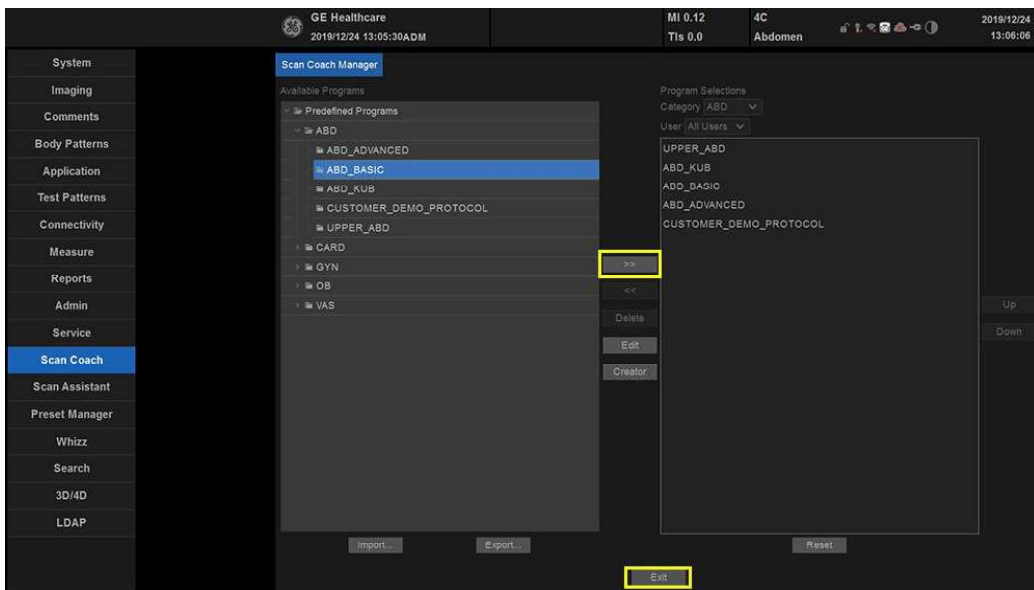 GE Healthcare
2019/12/24 13:05:30ADM
MI 0.12
TIs 0.0
4C
Abdomen
2019/12/24
13:06:06
System
Imaging
Comments
Body Patterns
Application
Test Patterns
Connectivity
Measure
Reports
Admin
Service
Scan Coach
Scan Assistant
Preset Manager
Whizz
Search
3D/4D
LDAP
Scan Coach Manager
Available Programs
Predefined Programs
ABD
ABD_ADVANCED
ABD_BASIC
ABD_KUB
CUSTOMER_DEMO_PROTOCOL
UPPER_ABD
CARD
GYN
OB
VAS
>>
<<
Delete
Edit
Creator
Program Selections
Category ABD
User All Users
UPPER_ABD
ABD_KUB
ABD_BASIC
ABD_ADVANCED
CUSTOMER_DEMO_PROTOCOL
Up
Down
Import...
Export...
Reset
Exit